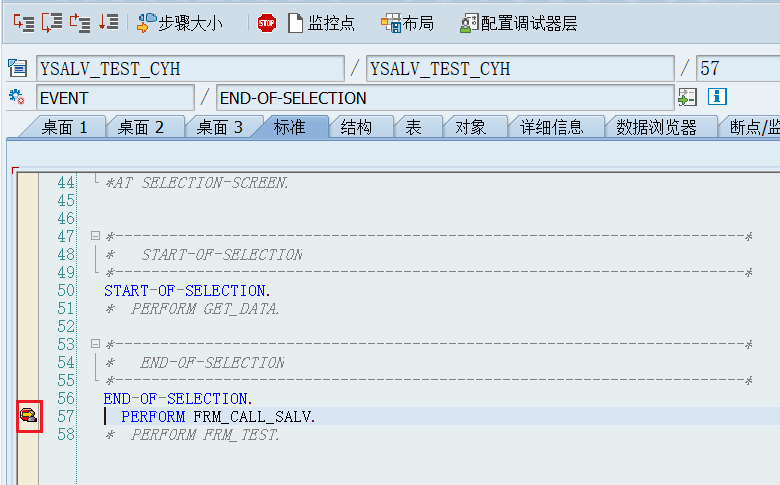 步骤大小 STOP 监控点 布局 配置调试器层
YSALV_TEST_CYH / YSALV_TEST_CYH / 57
EVENT / END-OF-SELECTION
桌面 1 桌面 2 桌面 3 标准 结构 表 对象 详细信息 数据浏览器 断点/监
44 *AT SELECTION-SCREEN.
45
46
47 *----------------------------------------------------------------------*
48 *   START-OF-SELECTION
49 *----------------------------------------------------------------------*
50 START-OF-SELECTION.
51 *  PERFORM GET_DATA.
52
53 *----------------------------------------------------------------------*
54 *   END-OF-SELECTION
55 *----------------------------------------------------------------------*
56 END-OF-SELECTION.
57   PERFORM FRM_CALL_SALV.
58 *  PERFORM FRM_TEST.